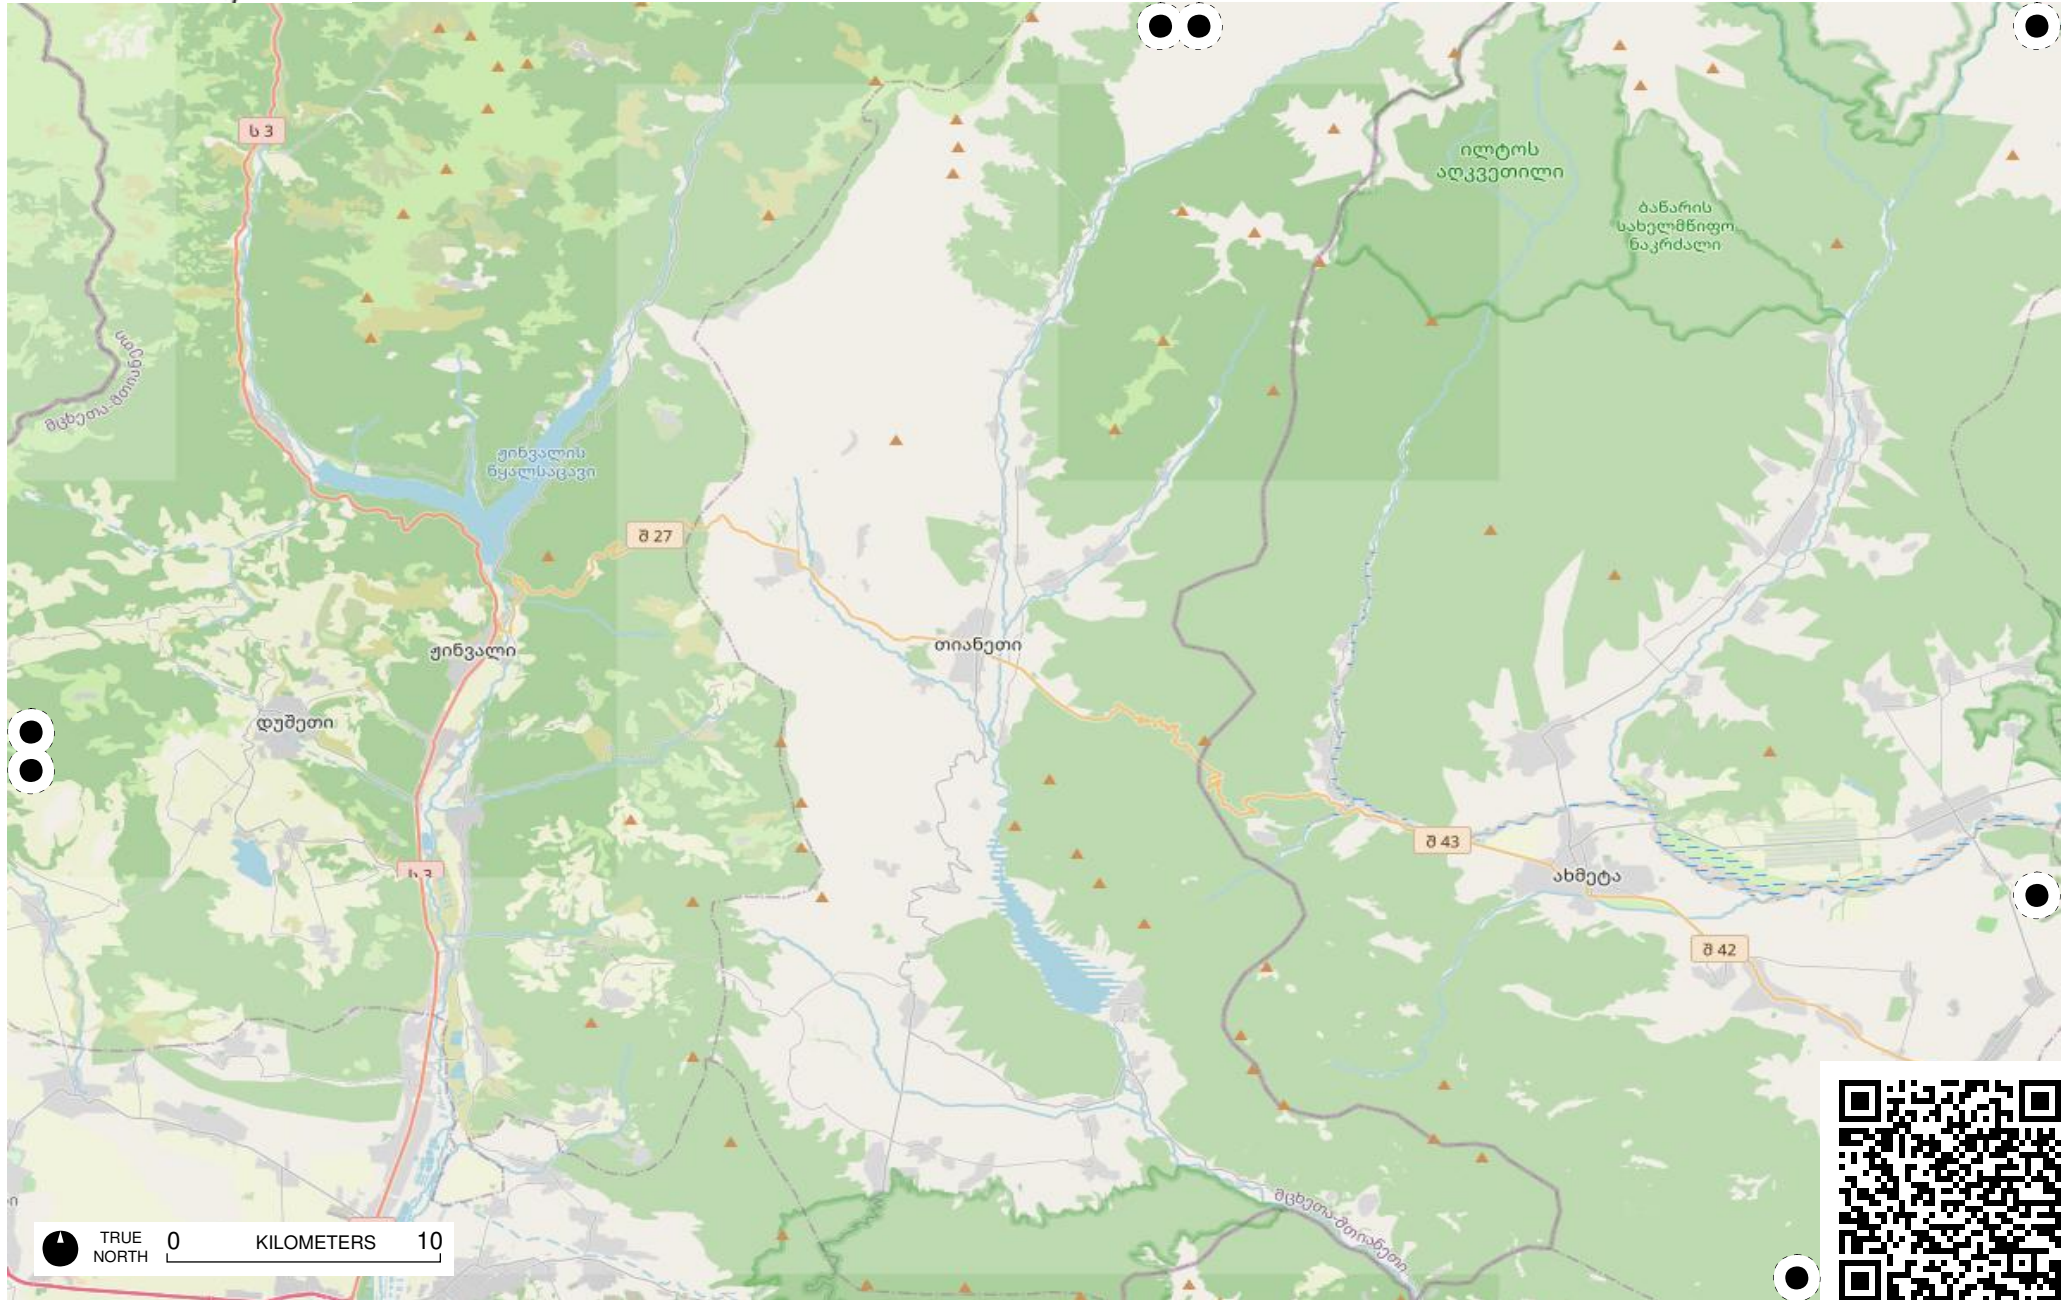 ს 3
ილტოს
აღკვეთილი
ბაწარის
სახელმწიფო
ნაკრძალი
მცხეთა-მთიანეთი
ჟინვალის
წყალსაცავი
შ 27
თიანეთი
ჟინვალი
დუშეთი
შ 43
ს 3
ახმეტა
შ 42
მცხეთა-მთიანეთი
TRUE
NORTH
0 KILOMETERS 10